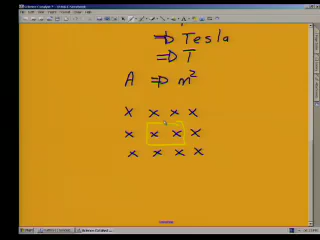 ⇒ Tesla
⇒ T
A ⇒ m²
x x x x
x x x x
x x x x